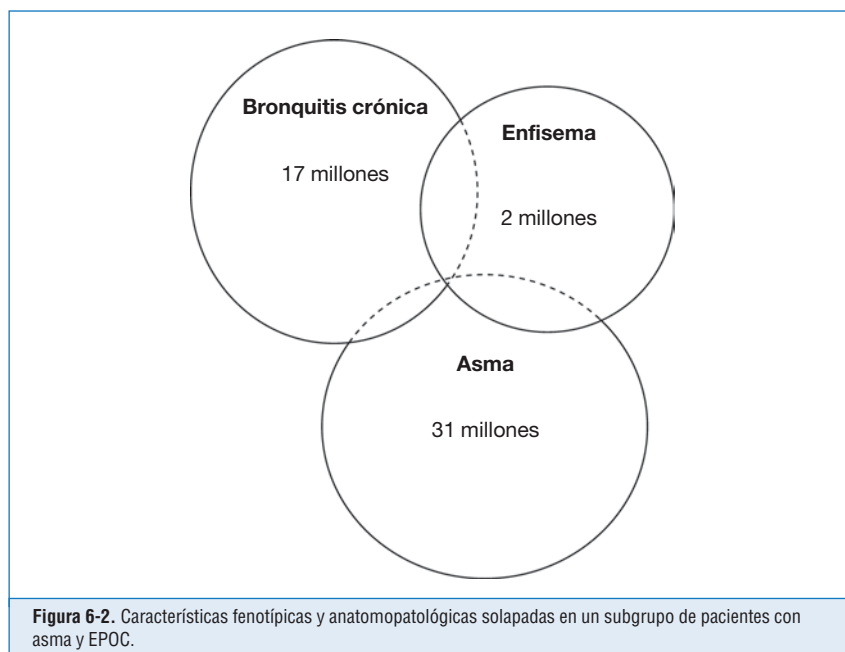 Bronquitis crónica
17 millones
Enfisema
2 millones
Asma
31 millones
Figura 6-2. Características fenotípicas y anatomopatológicas solapadas en un subgrupo de pacientes con
asma y EPOC.